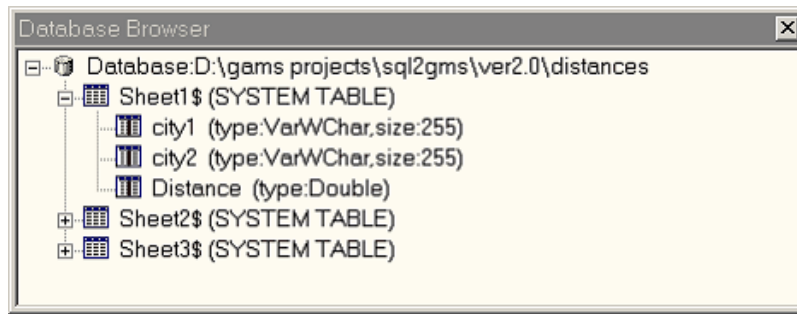 Database Browser
Database:D:\gams projects\sql2gms\ver2.0\distances
Sheet1$ (SYSTEM TABLE)
city1 (type:VarWChar,size:255)
city2 (type:VarWChar,size:255)
Distance (type:Double)
Sheet2$ (SYSTEM TABLE)
Sheet3$ (SYSTEM TABLE)